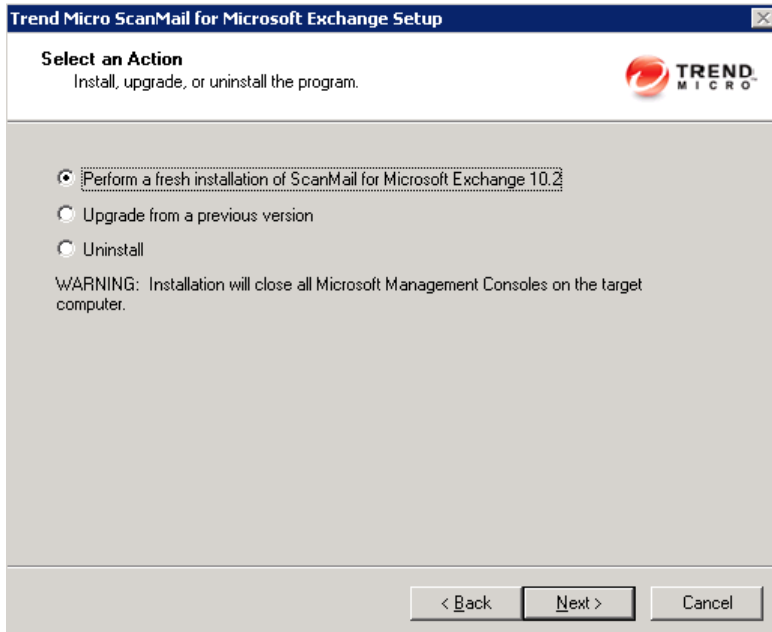 Trend Micro ScanMail for Microsoft Exchange Setup
Select an Action
Install, upgrade, or uninstall the program.
TREND
MICRO
Perform a fresh installation of ScanMail for Microsoft Exchange 10.2
Upgrade from a previous version
Uninstall
WARNING:  Installation will close all Microsoft Management Consoles on the target
computer.
< Back
Next >
Cancel